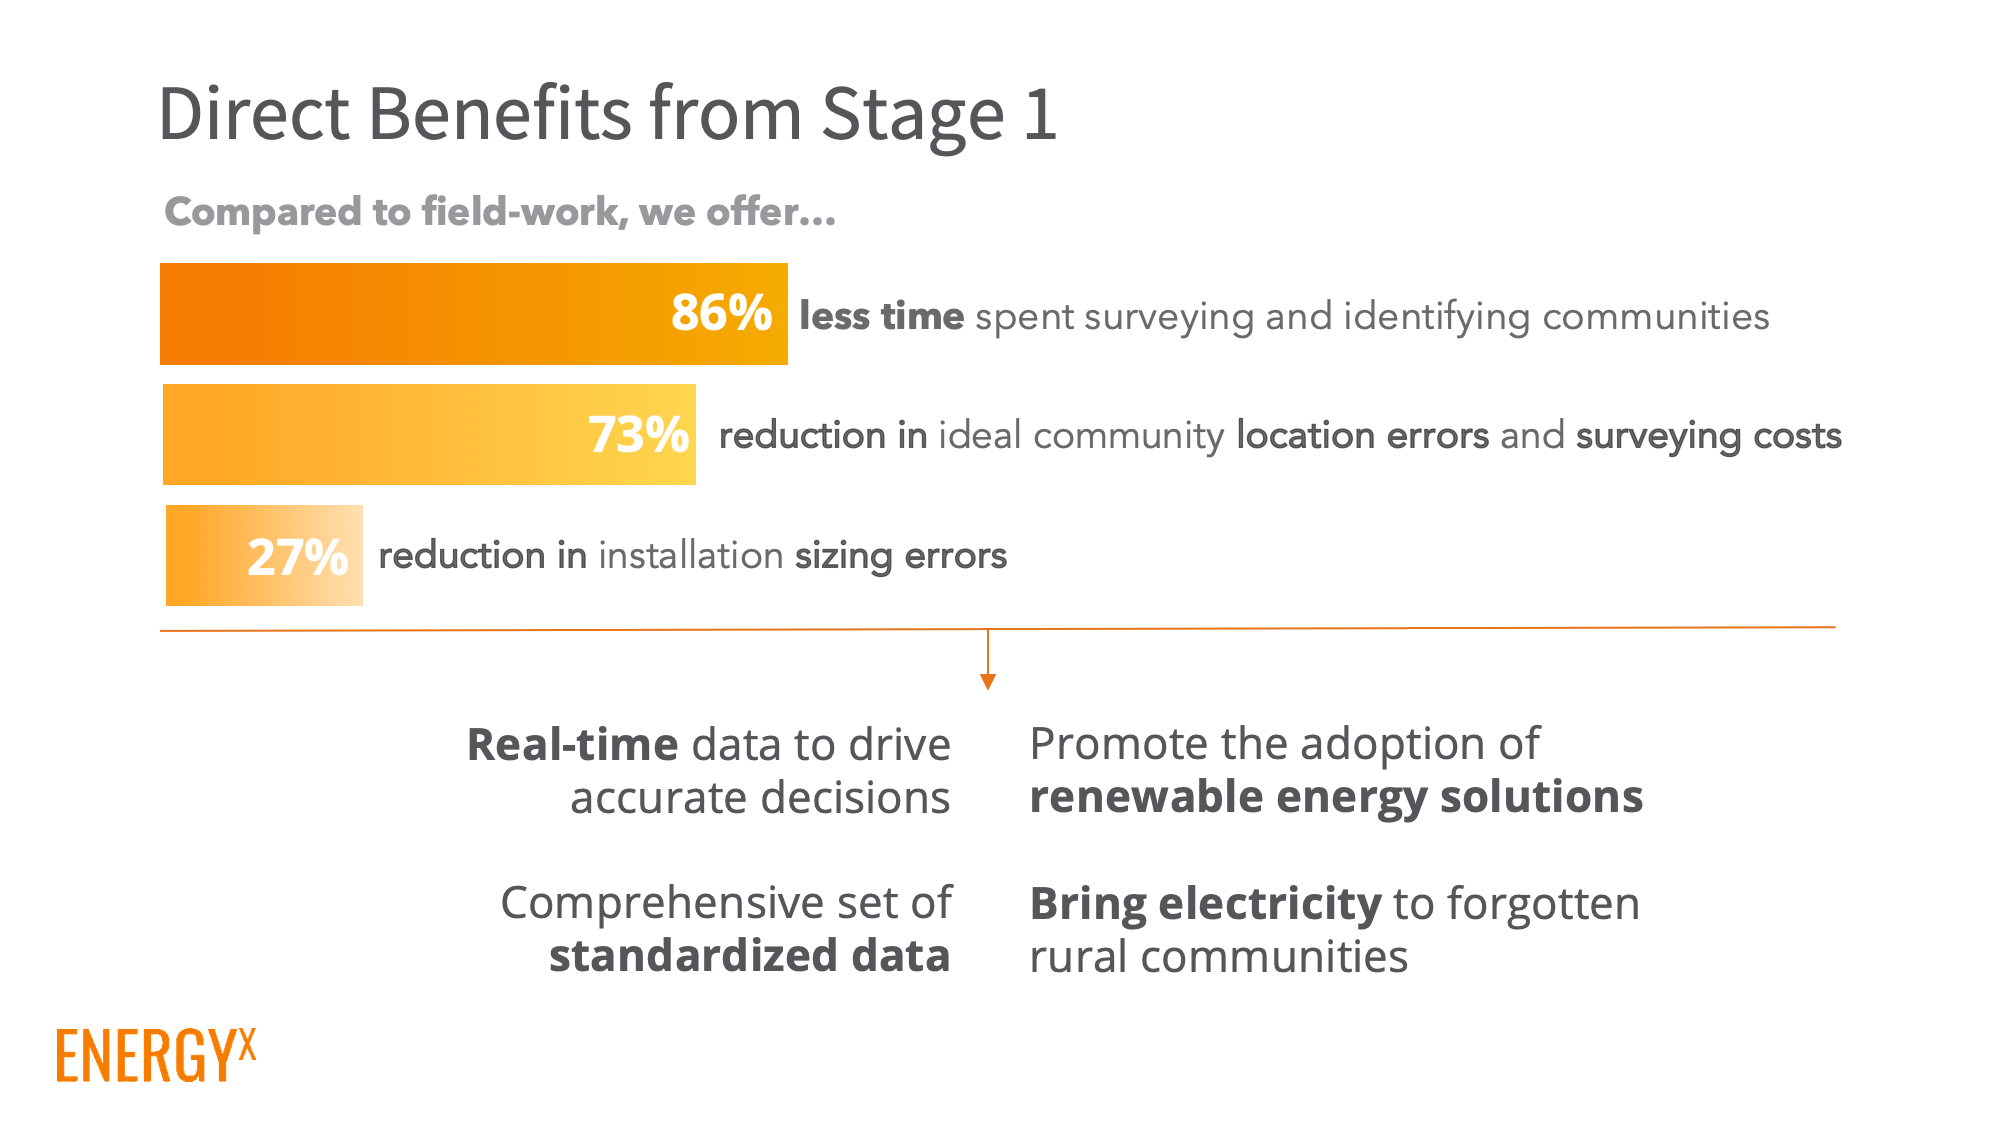 Direct Benefits from Stage 1
Compared to field-work, we offer...
86% less time spent surveying and identifying communities
73% reduction in ideal community location errors and surveying costs
27% reduction in installation sizing errors
Real-time data to drive
accurate decisions
Promote the adoption of
renewable energy solutions
Comprehensive set of
standardized data
Bring electricity to forgotten
rural communities
ENERGYX